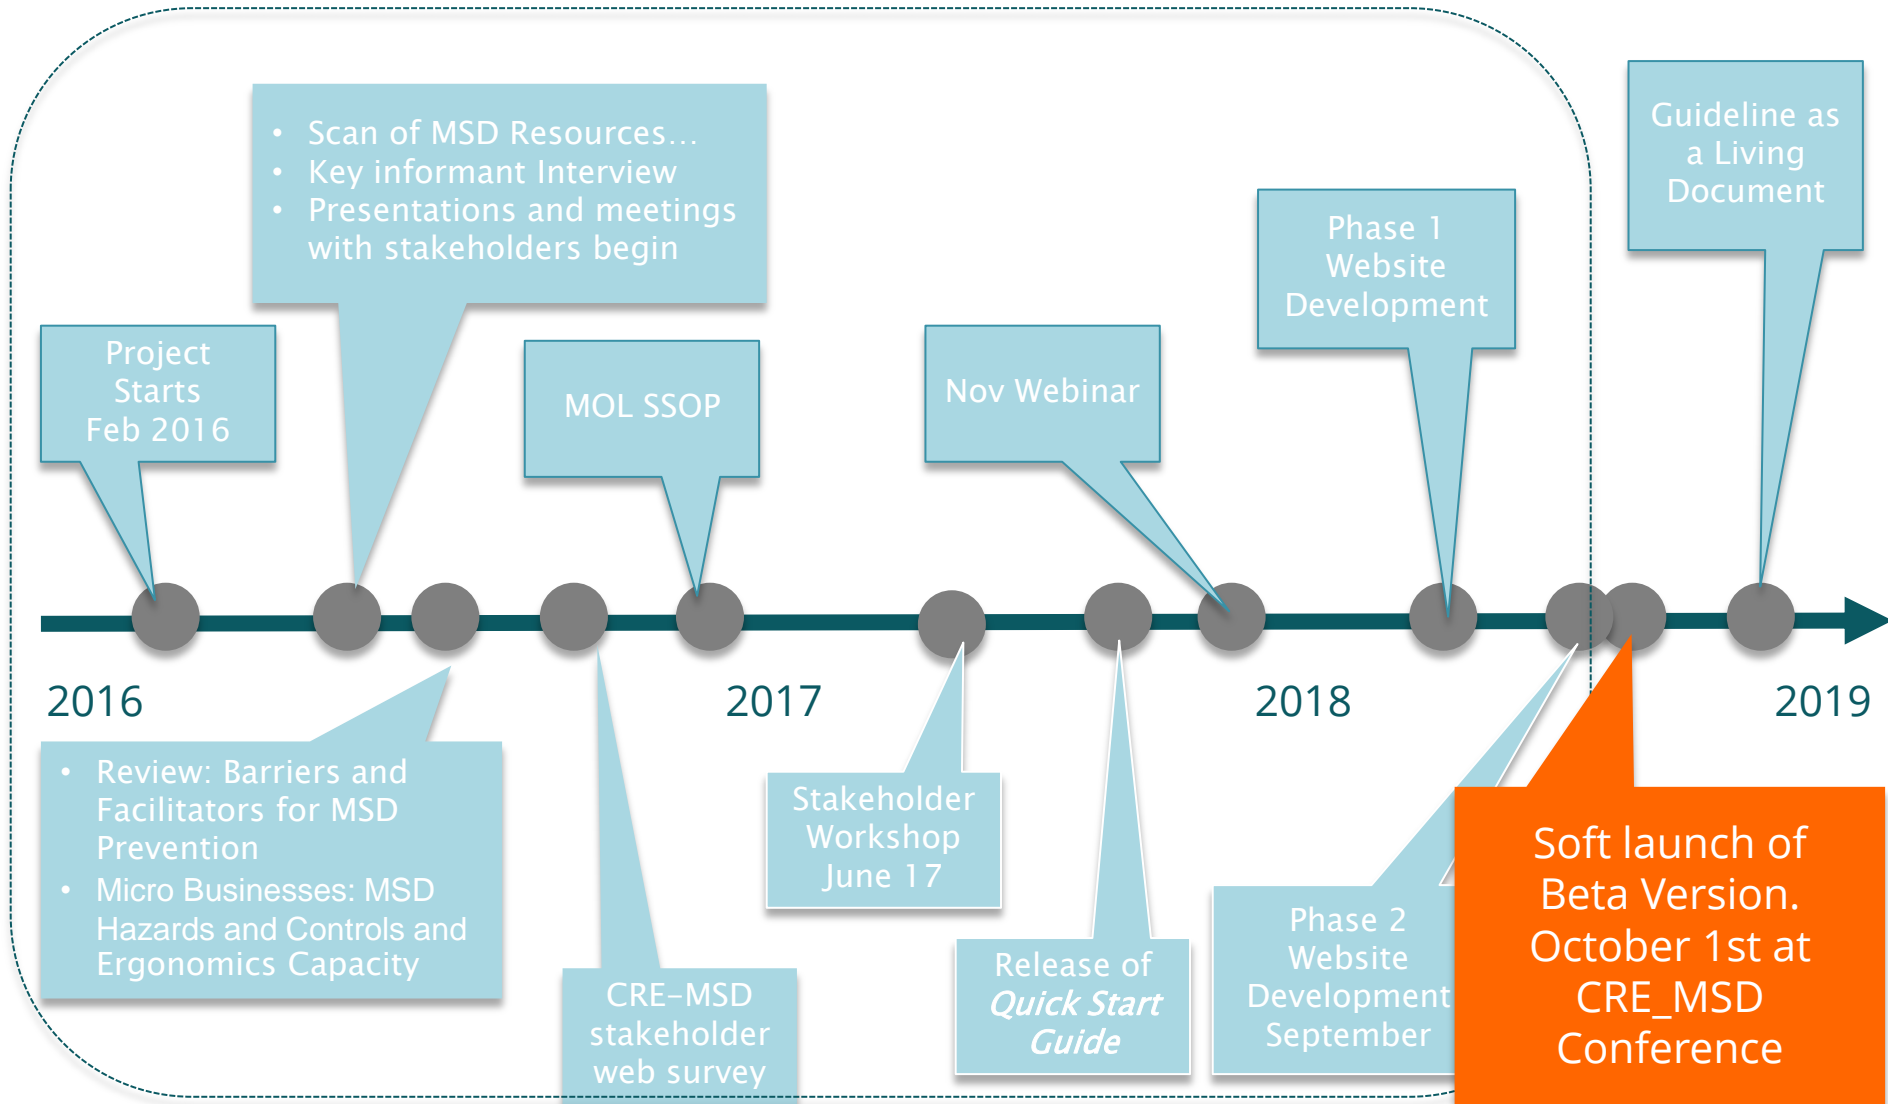 • Scan of MSD Resources…
• Key informant Interview
• Presentations and meetings
with stakeholders begin
Guideline as
a Living
Document
Phase 1
Website
Development
Project
Starts
Feb 2016
MOL SSOP
Nov Webinar
2016
2017
2018
2019
• Review: Barriers and
Facilitators for MSD
Prevention
• Micro Businesses: MSD
Hazards and Controls and
Ergonomics Capacity
CRE-MSD
stakeholder
web survey
Stakeholder
Workshop
June 17
Release of
Quick Start
Guide
Phase 2
Website
Development
September
Soft launch of
Beta Version.
October 1st at
CRE_MSD
Conference